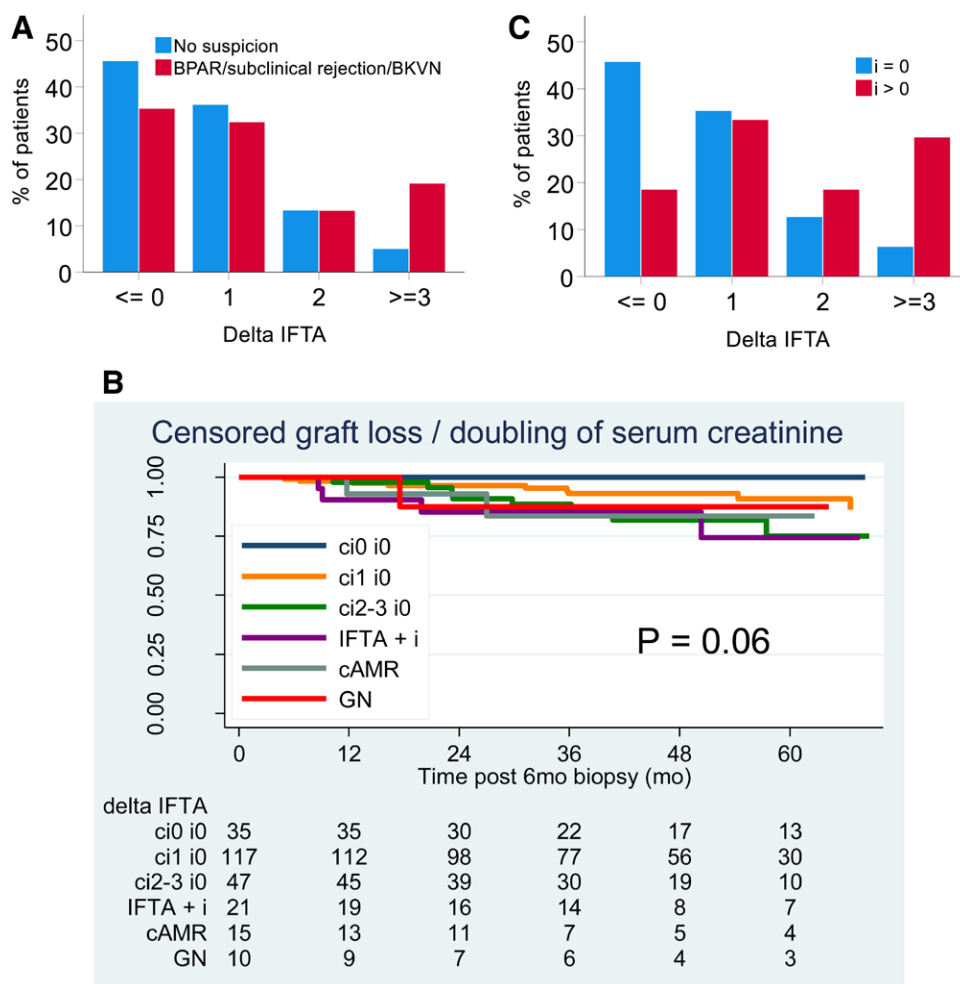 A
% of patients
50
40
30
20
10
0
No suspicion
BPAR/subclinical rejection/BKVN
<= 0 1 2 >=3
Delta IFTA
C
% of patients
50
40
30
20
10
0
i = 0
i > 0
<= 0 1 2 >=3
Delta IFTA
B
Censored graft loss / doubling of serum creatinine
1.00
0.75
0.50
0.25
0.00
ci0 i0
ci1 i0
ci2-3 i0
IFTA + i
cAMR
GN
P = 0.06
0 12 24 36 48 60
Time post 6mo biopsy (mo)
delta IFTA
ci0 i0 35 35 30 22 17 13
ci1 i0 117 112 98 77 56 30
ci2-3 i0 47 45 39 30 19 10
IFTA + i 21 19 16 14 8 7
cAMR 15 13 11 7 5 4
GN 10 9 7 6 4 3